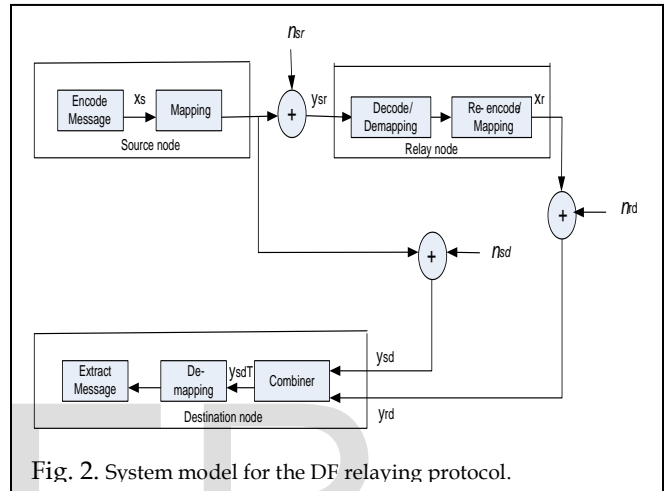 nsr
Encode
Message
xs
Mapping
Source node
+
ysr
Decode/
Demapping
Re-encode/
Mapping
xr
Relay node
+
nrd
+
nsd
Extract
Message
De-
mapping
ysdT
Combiner
ysd
yrd
Destination node
Fig. 2. System model for the DF relaying protocol.